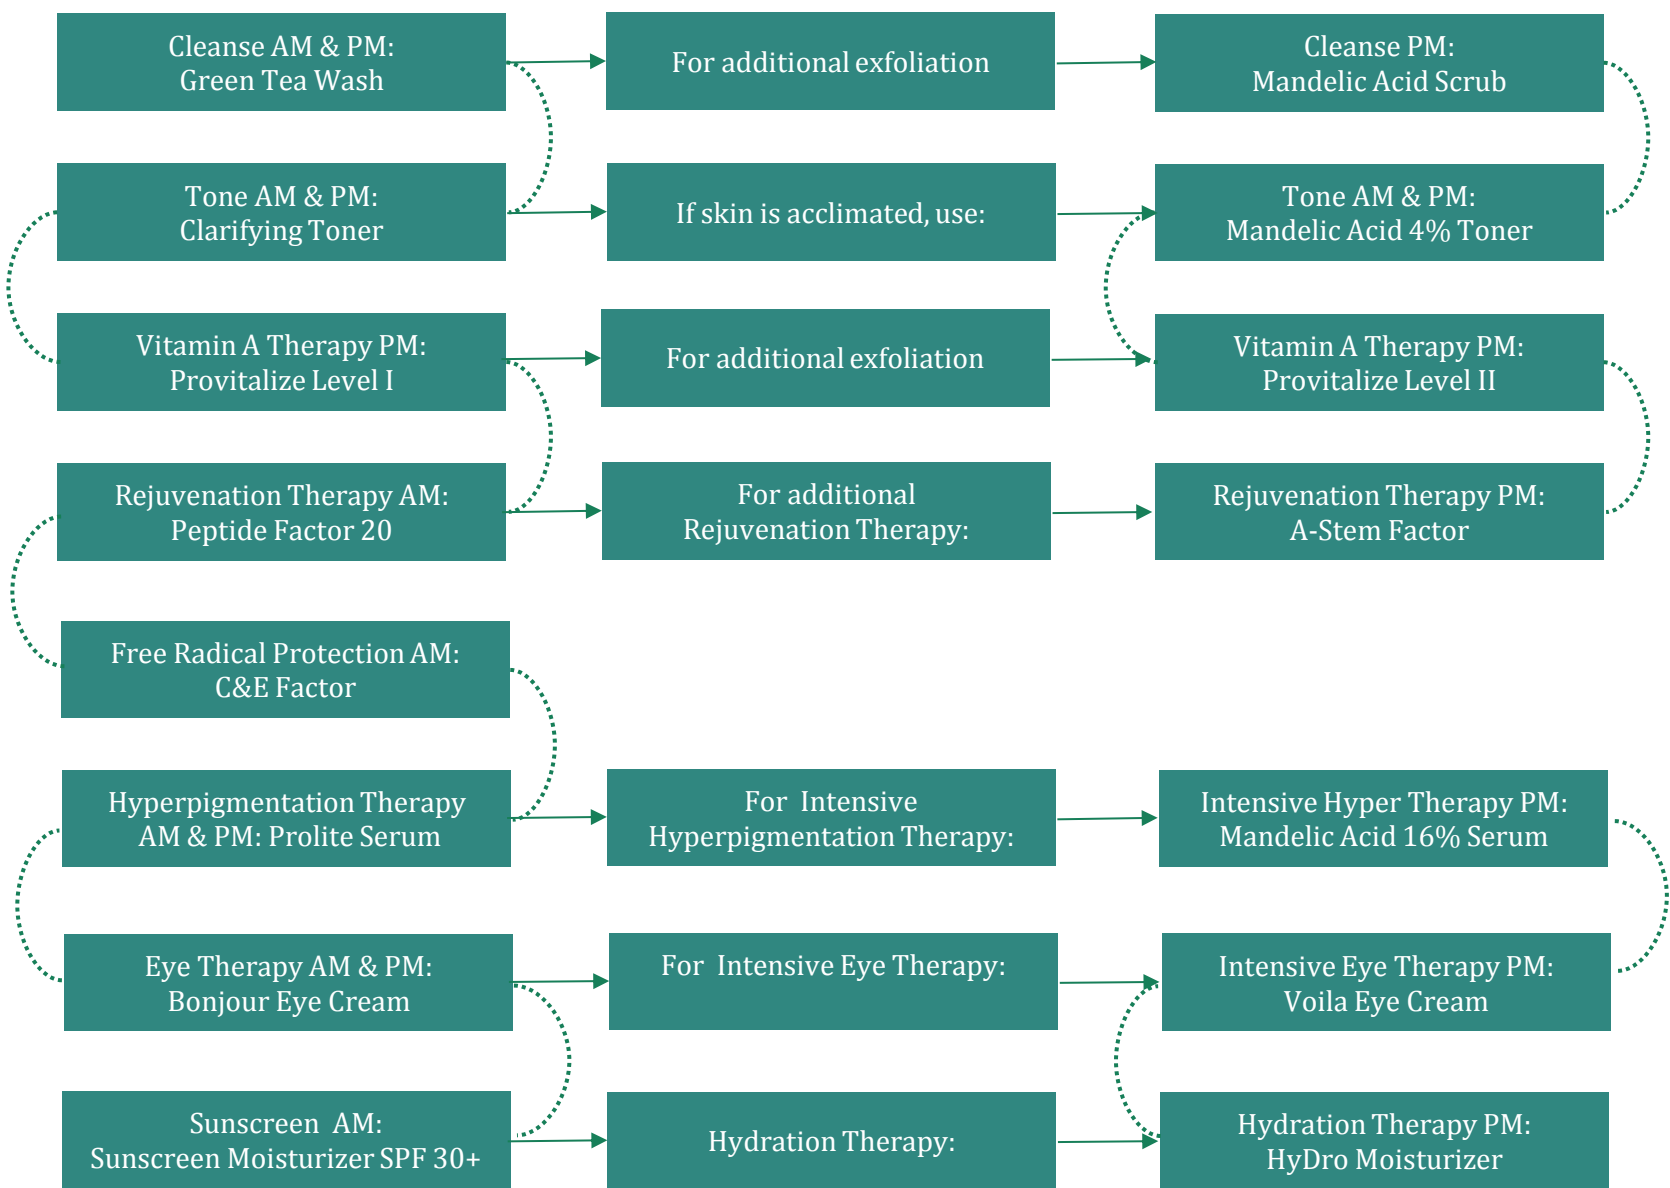 Cleanse AM & PM:
Green Tea Wash
For additional exfoliation
Cleanse PM:
Mandelic Acid Scrub
Tone AM & PM:
Clarifying Toner
If skin is acclimated, use:
Tone AM & PM:
Mandelic Acid 4% Toner
Vitamin A Therapy PM:
Provitalize Level I
For additional exfoliation
Vitamin A Therapy PM:
Provitalize Level II
Rejuvenation Therapy AM:
Peptide Factor 20
For additional
Rejuvenation Therapy:
Rejuvenation Therapy PM:
A-Stem Factor
Free Radical Protection AM:
C&E Factor
Hyperpigmentation Therapy
AM & PM: Prolite Serum
For Intensive
Hyperpigmentation Therapy:
Intensive Hyper Therapy PM:
Mandelic Acid 16% Serum
Eye Therapy AM & PM:
Bonjour Eye Cream
For Intensive Eye Therapy:
Intensive Eye Therapy PM:
Voila Eye Cream
Sunscreen AM:
Sunscreen Moisturizer SPF 30+
Hydration Therapy:
Hydration Therapy PM:
HyDro Moisturizer